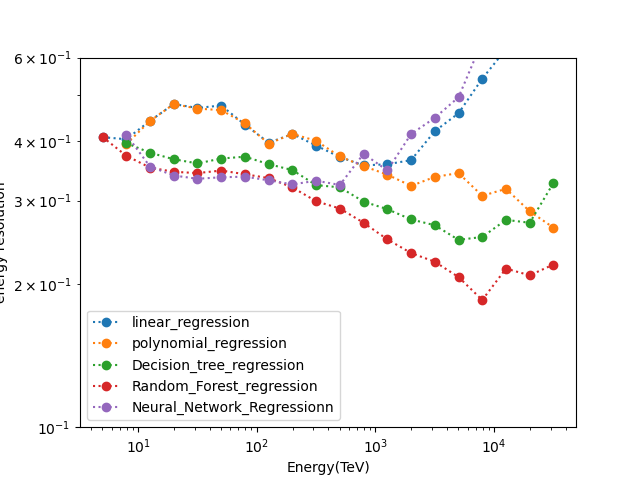 6 × 10⁻¹
4 × 10⁻¹
3 × 10⁻¹
2 × 10⁻¹
10⁻¹
energy resolution
linear_regression
polynomial_regression
Decision_tree_regression
Random_Forest_regression
Neural_Network_Regressionn
10¹ 10² 10³ 10⁴
Energy(TeV)